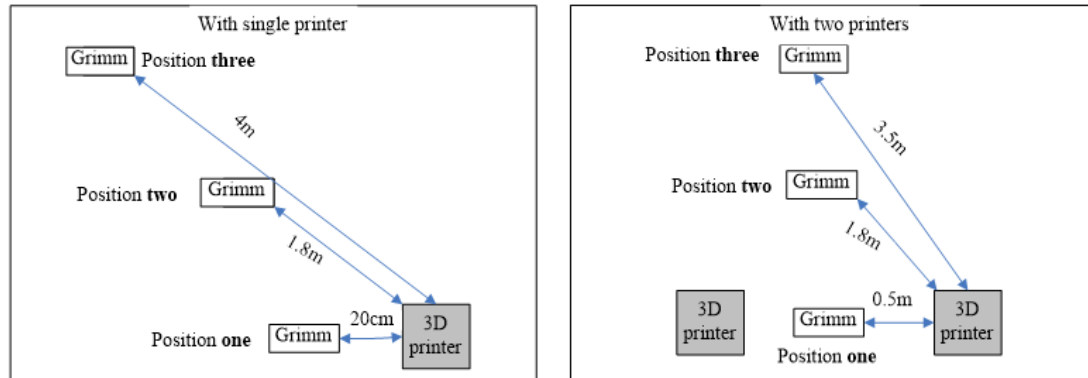 With single printer
Grimm Position three
4m
Position two Grimm
1.8m
20cm
Position one Grimm
3D
printer
With two printers
Position three Grimm
3.5m
Position two Grimm
1.8m
0.5m
3D
printer
Grimm
3D
printer
Position one